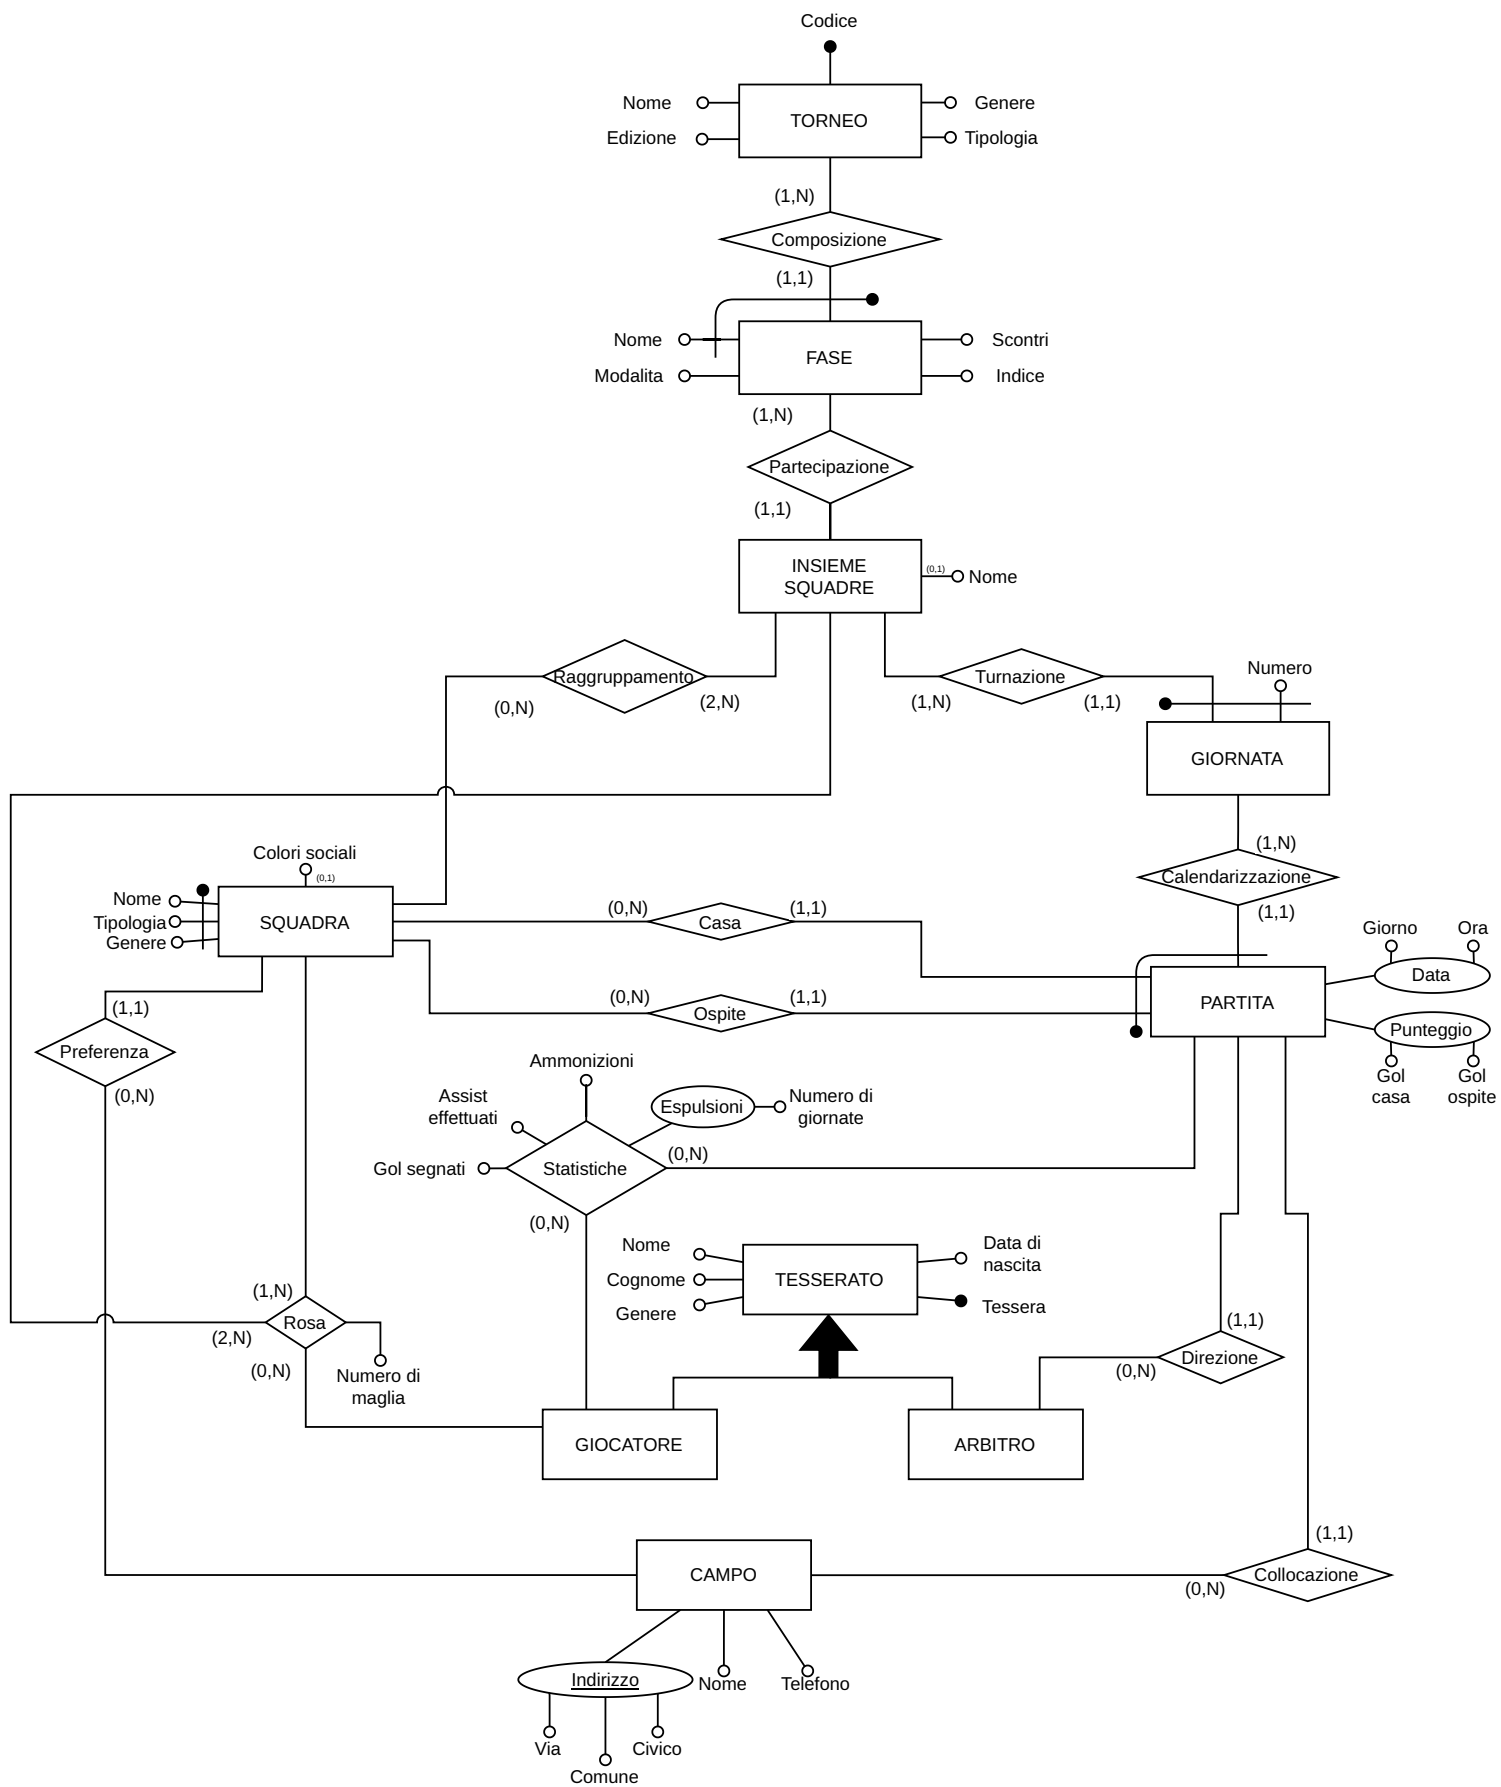 Codice
Nome
Genere
TORNEO
Edizione
Tipologia
(1,N)
Composizione
(1,1)
Nome
Scontri
FASE
Modalita
Indice
(1,N)
Partecipazione
(1,1)
INSIEME
SQUADRE
(0,1)
Nome
Raggruppamento
(0,N)
(2,N)
Turnazione
(1,N)
(1,1)
Numero
GIORNATA
(1,N)
Calendarizzazione
(1,1)
Colori sociali
(0,1)
Nome
Tipologia
Genere
SQUADRA
(0,N)
Casa
(1,1)
Giorno
Ora
Data
PARTITA
(0,N)
Ospite
(1,1)
Punteggio
Gol
casa
Gol
ospite
(1,1)
Preferenza
(0,N)
Ammonizioni
Assist
effettuati
Espulsioni
Numero di
giornate
Gol segnati
Statistiche
(0,N)
(0,N)
Nome
Cognome
Genere
TESSERATO
Data di
nascita
Tessera
(1,N)
Rosa
(2,N)
(0,N)
Numero di
maglia
(1,1)
Direzione
(0,N)
GIOCATORE
ARBITRO
CAMPO
(1,1)
Collocazione
(0,N)
Indirizzo
Nome
Telefono
Via
Civico
Comune